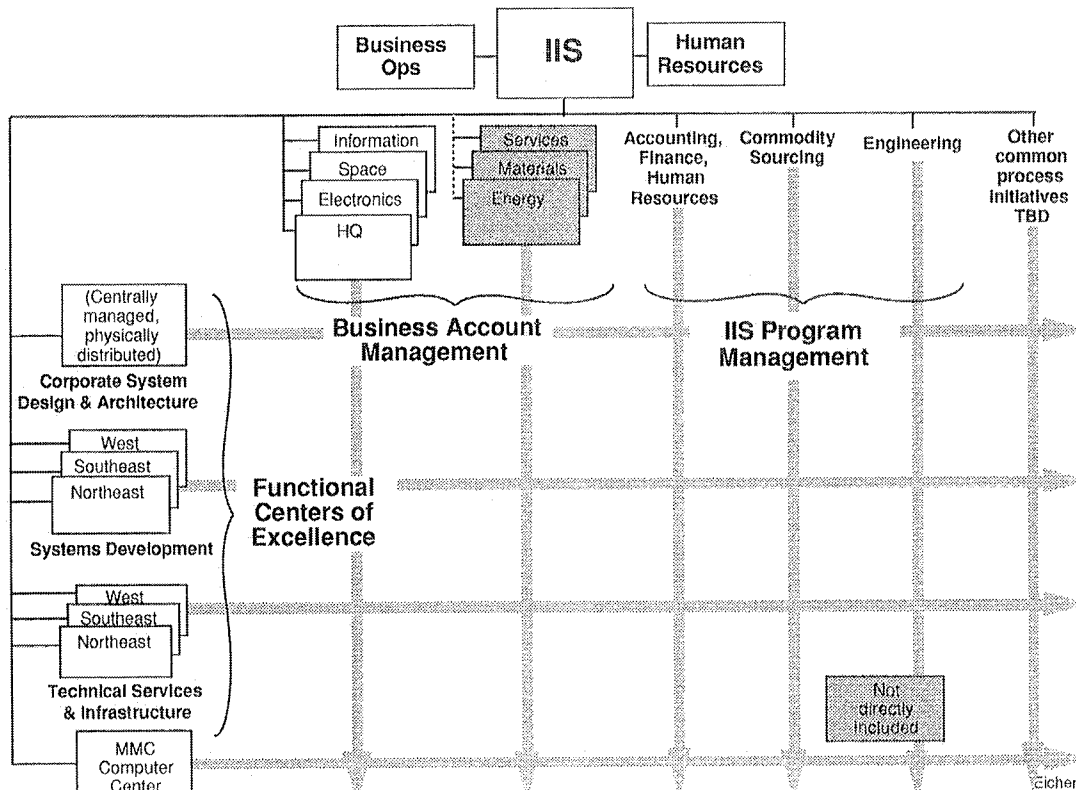 Business
Ops
IIS
Human
Resources
Information
Space
Electronics
HQ
Services
Materials
Energy
Accounting,
Finance,
Human
Resources
Commodity
Sourcing
Engineering
Other
common
process
initiatives
TBD
(Centrally
managed,
physically
distributed)
Corporate System
Design & Architecture
Business Account
Management
IIS Program
Management
West
Southeast
Northeast
Systems Development
Functional
Centers of
Excellence
West
Southeast
Northeast
Technical Services
& Infrastructure
Not
directly
included
MMC
Computer
Center
Eicher